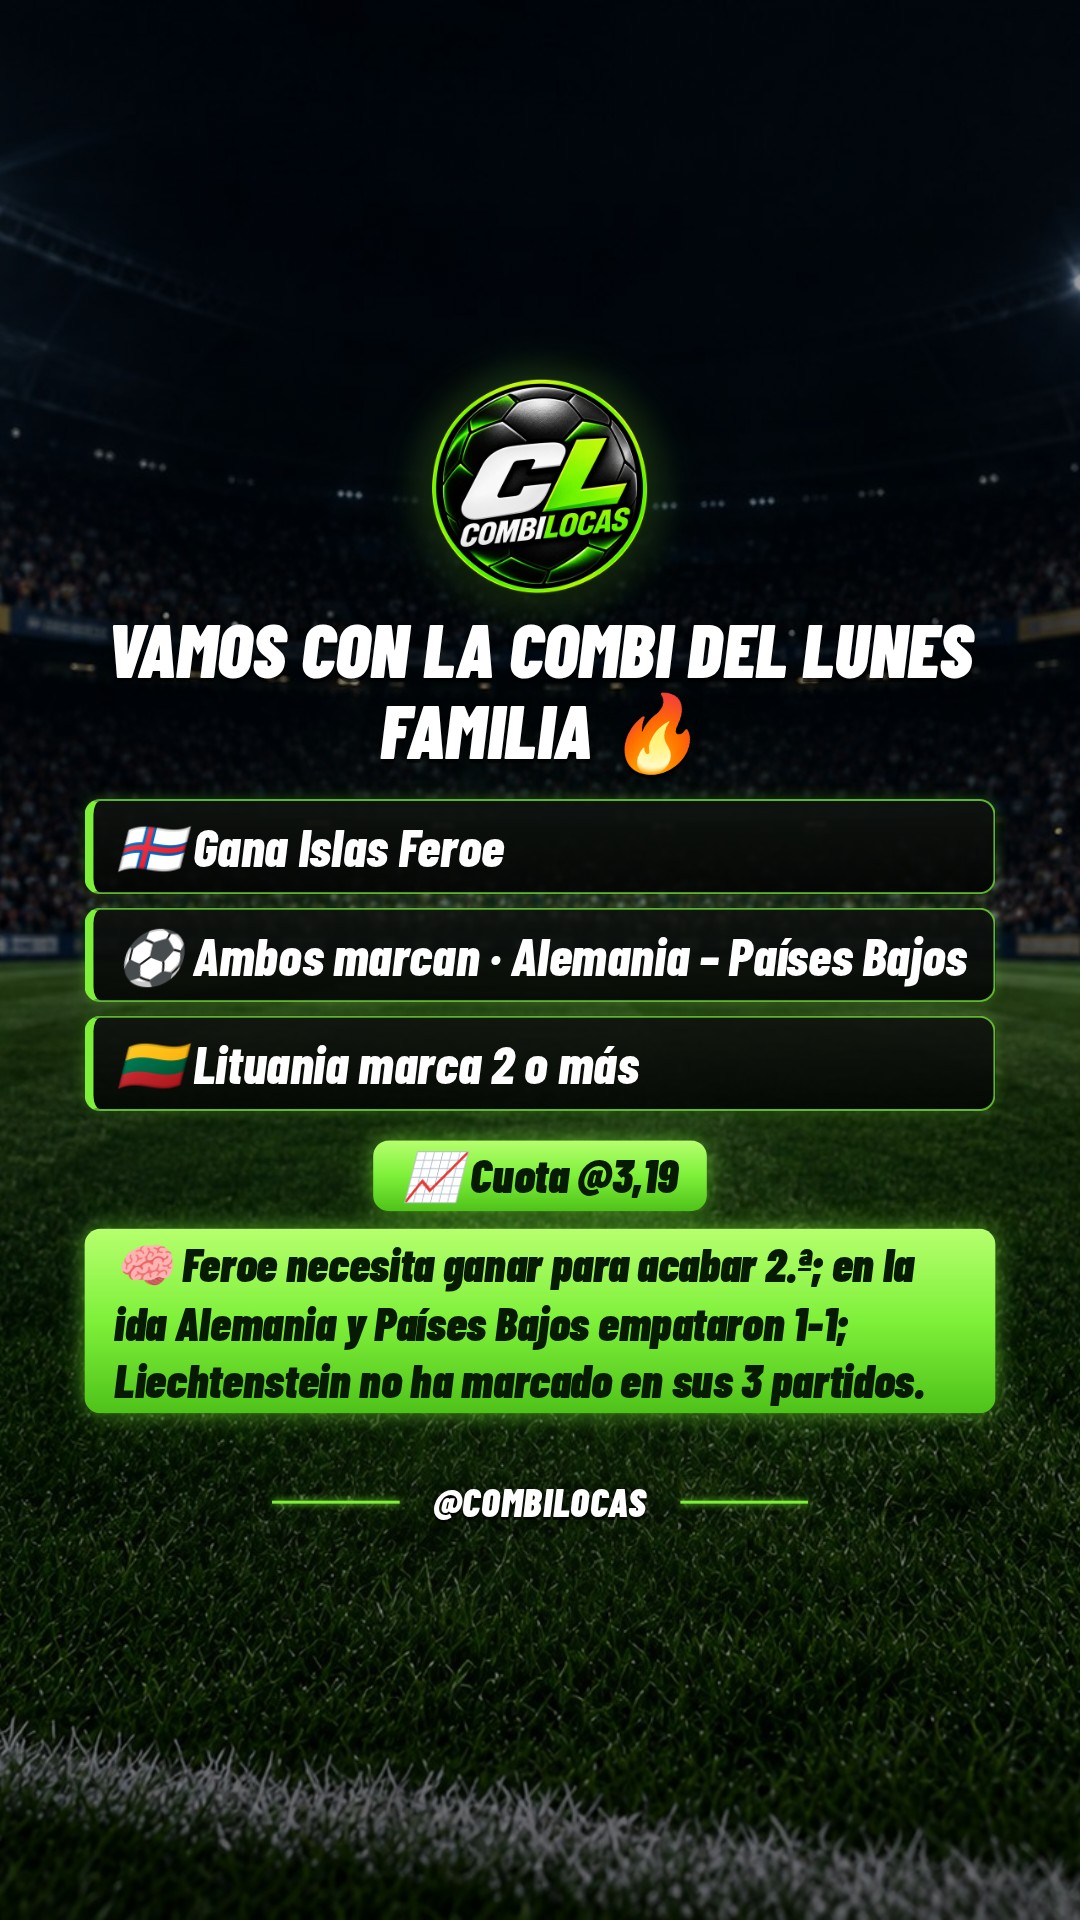 CL
COMBILOCAS
VAMOS CON LA COMBI DEL LUNES
FAMILIA 🔥
🇫🇴 Gana Islas Feroe
⚽ Ambos marcan · Alemania - Países Bajos
🇱🇹 Lituania marca 2 o más
📈 Cuota @3,19
🧠 Feroe necesita ganar para acabar 2.ª; en la
ida Alemania y Países Bajos empataron 1-1;
Liechtenstein no ha marcado en sus 3 partidos.
@COMBILOCAS